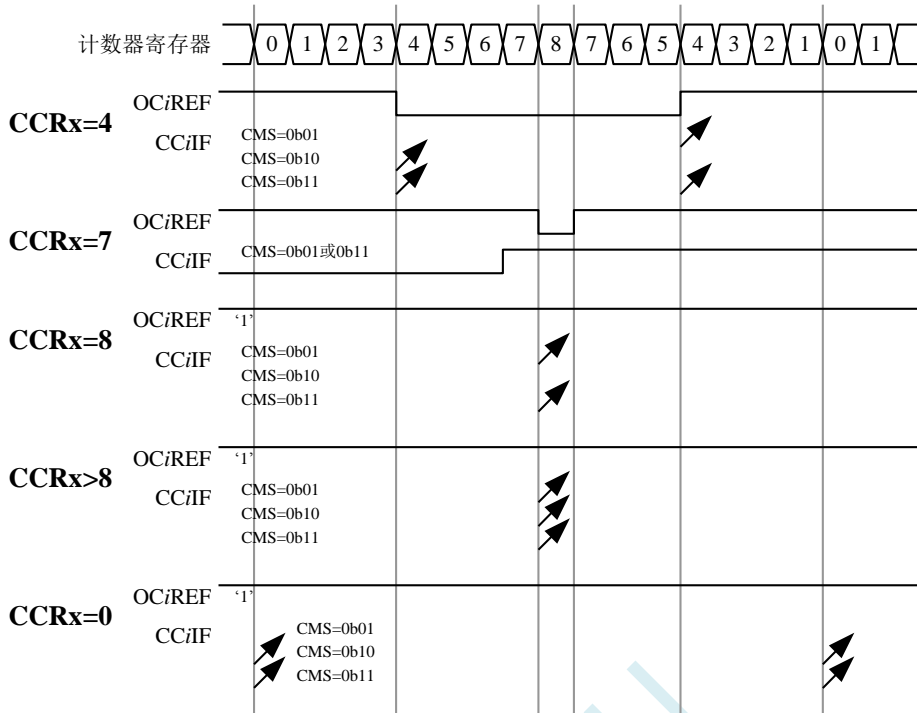 计数器寄存器 0 1 2 3 4 5 6 7 8 7 6 5 4 3 2 1 0 1
OCiREF
CCRx=4
CCiIF
CMS=0b01
CMS=0b10
CMS=0b11
OCiREF
CCRx=7
CCiIF CMS=0b01或0b11
OCiREF ‘1’
CCRx=8
CCiIF
CMS=0b01
CMS=0b10
CMS=0b11
OCiREF ‘1’
CCRx>8
CCiIF
CMS=0b01
CMS=0b10
CMS=0b11
OCiREF ‘1’
CCRx=0
CCiIF
CMS=0b01
CMS=0b10
CMS=0b11